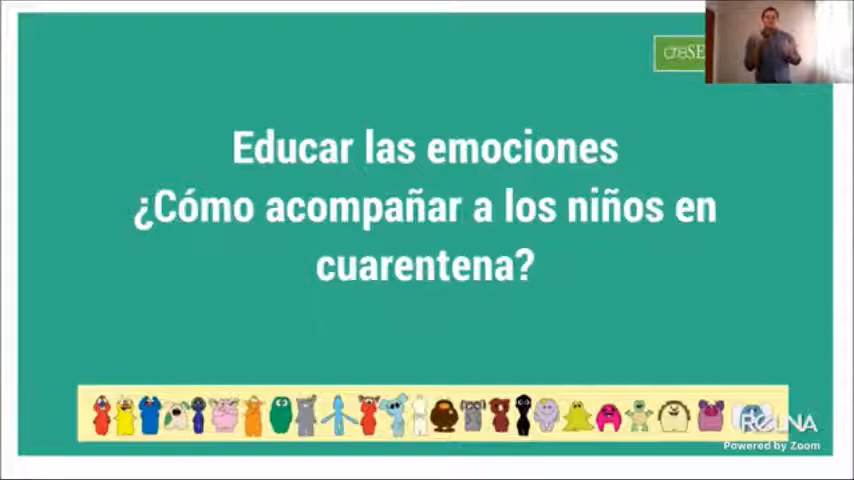 Educar las emociones
¿Cómo acompañar a los niños en
cuarentena?
Powered by Zoom